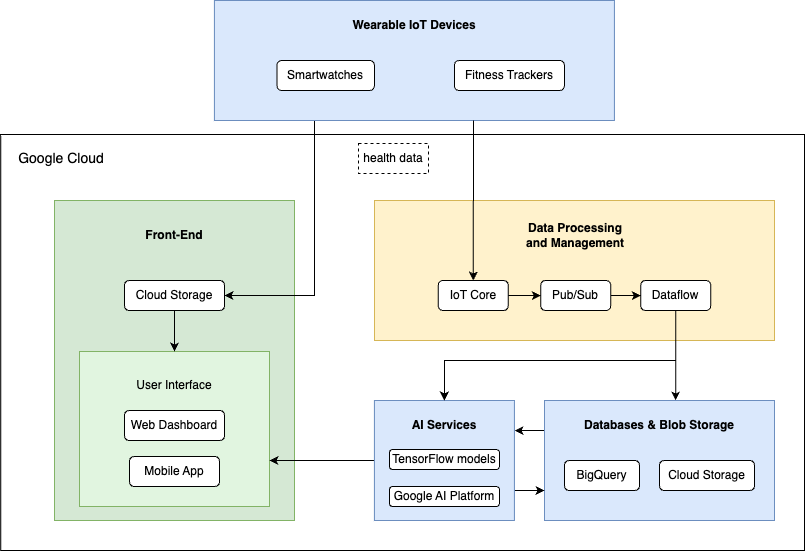 Wearable IoT Devices
Smartwatches
Fitness Trackers
Google Cloud
health data
Front-End
Cloud Storage
User Interface
Web Dashboard
Mobile App
Data Processing
and Management
IoT Core
Pub/Sub
Dataflow
AI Services
TensorFlow models
Google AI Platform
Databases & Blob Storage
BigQuery
Cloud Storage